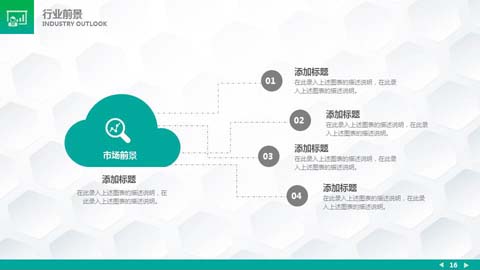 行业前景
INDUSTRY OUTLOOK
市场前景
添加标题
在此录入上述图表的描述说明，在此录入上述图表的描述说明。
01
添加标题
在此录入上述图表的描述说明，在此录
入上述图表的描述说明。
02
添加标题
在此录入上述图表的描述说明，在此录
入上述图表的描述说明。
03
添加标题
在此录入上述图表的描述说明，在此录
入上述图表的描述说明。
04
添加标题
在此录入上述图表的描述说明，在此录
入上述图表的描述说明。
16